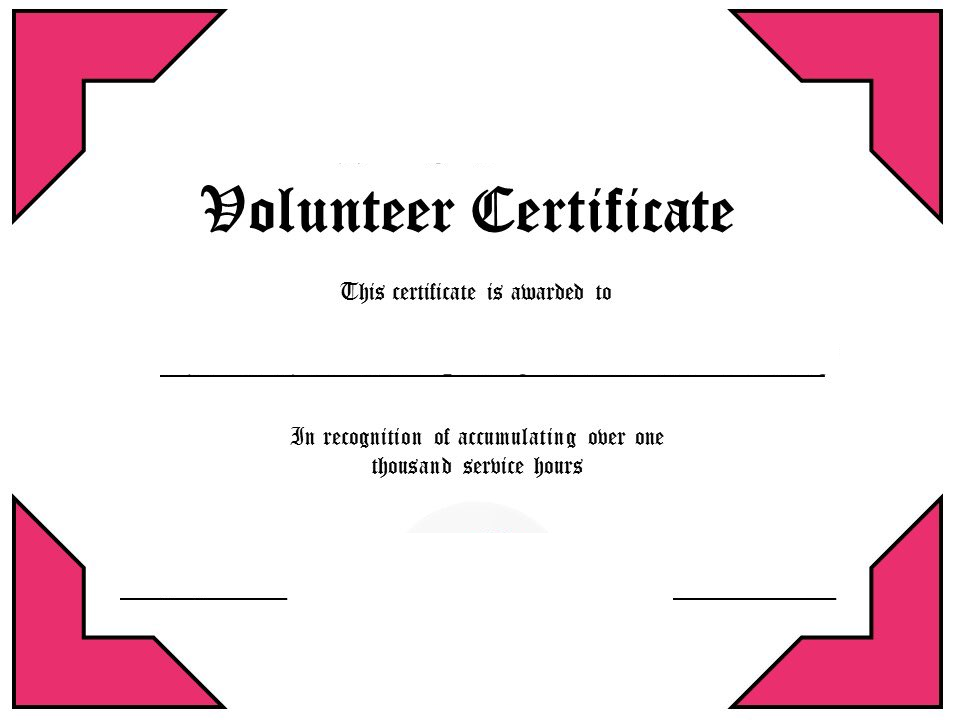 Volunteer Certificate
This certificate is awarded to
In recognition of accumulating over one
thousand service hours